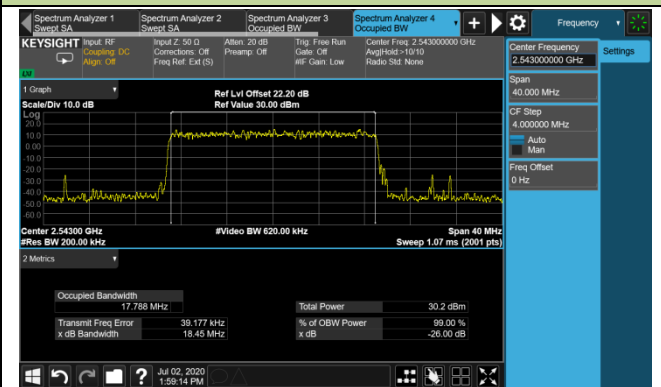 Spectrum Analyzer 1
Swept SA
Spectrum Analyzer 2
Swept SA
Spectrum Analyzer 3
Occupied BW
Spectrum Analyzer 4
Occupied BW
Frequency
KEYSIGHT
Input: RF
Coupling: DC
Align: Off
Input Z: 50 Ω
Corrections: Off
Freq Ref: Ext (S)
Atten: 20 dB
Preamp: Off
Trig: Free Run
Gate: Off
#IF Gain: Low
Center Freq: 2.543000000 GHz
Avg|Hold:>10/10
Radio Std: None
LXI
1 Graph
Scale/Div 10.0 dB
Ref Lvl Offset 22.20 dB
Ref Value 30.00 dBm
Log
20.0
10.0
0.00
-10.0
-20.0
-30.0
-40.0
-50.0
-60.0
Center 2.54300 GHz
#Res BW 200.00 kHz
#Video BW 620.00 kHz
Span 40 MHz
Sweep 1.07 ms (2001 pts)
2 Metrics
Occupied Bandwidth
17.788 MHz
Total Power 30.2 dBm
Transmit Freq Error 39.177 kHz
% of OBW Power 99.00 %
x dB Bandwidth 18.45 MHz
x dB -26.00 dB
Center Frequency
2.543000000 GHz
Settings
Span
40.000 MHz
CF Step
4.000000 MHz
Auto
Man
Freq Offset
0 Hz
?
Jul 02, 2020
1:59:14 PM